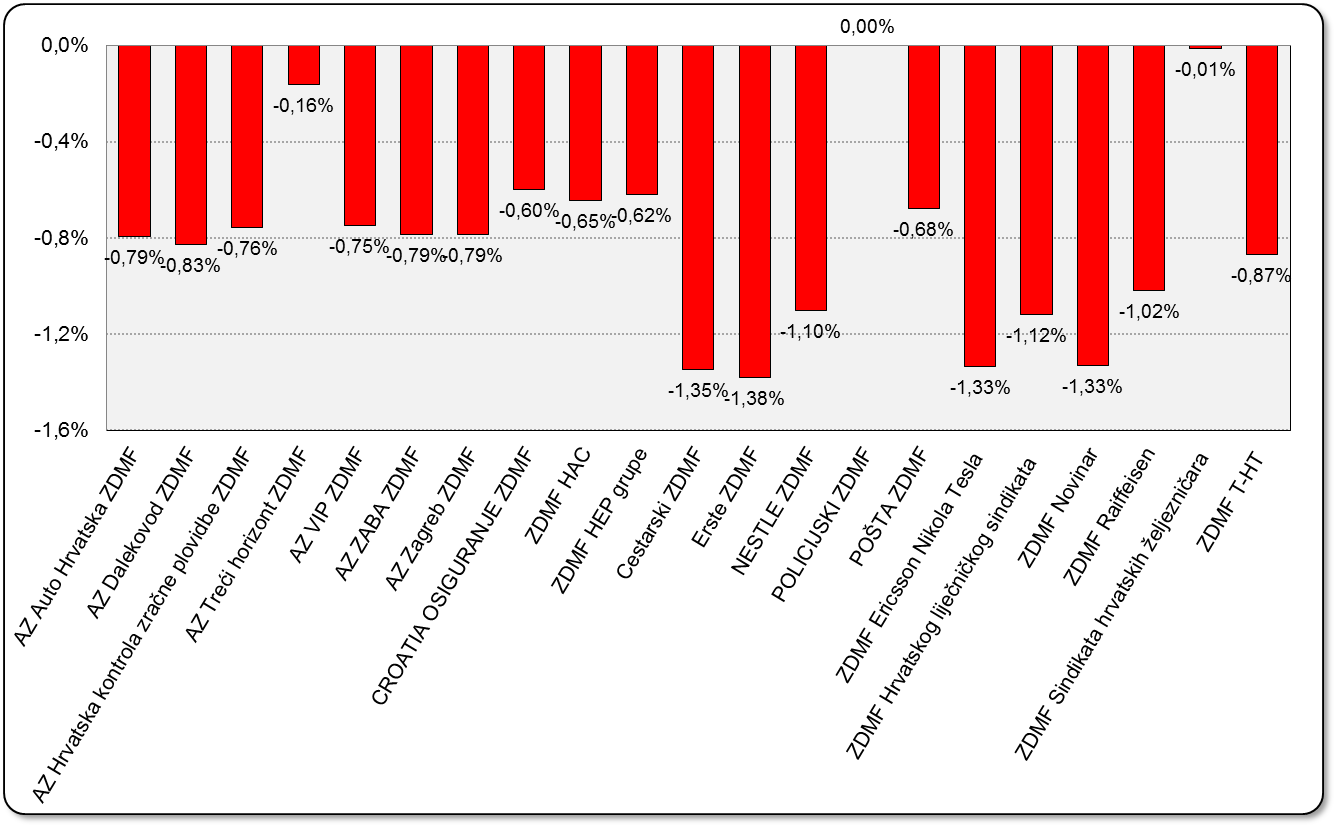 0,00%
0,0%
-0,4%
-0,8%
-1,2%
-1,6%
-0,79%
-0,83%
-0,76%
-0,16%
-0,75%
-0,79%
-0,79%
-0,60%
-0,65%
-0,62%
-1,35%
-1,38%
-1,10%
-0,68%
-1,33%
-1,12%
-1,33%
-1,02%
-0,01%
-0,87%
AZ Auto Hrvatska ZDMF
AZ Dalekovod ZDMF
AZ Hrvatska kontrola zračne plovidbe ZDMF
AZ Treći horizont ZDMF
AZ VIP ZDMF
AZ ZABA ZDMF
AZ Zagreb ZDMF
CROATIA OSIGURANJE ZDMF
ZDMF HAC
ZDMF HEP grupe
Cestarski ZDMF
Erste ZDMF
NESTLE ZDMF
POLICIJSKI ZDMF
POŠTA ZDMF
ZDMF Ericsson Nikola Tesla
ZDMF Hrvatskog liječničkog sindikata
ZDMF Novinar
ZDMF Raiffeisen
ZDMF Sindikata hrvatskih željezničara
ZDMF T-HT